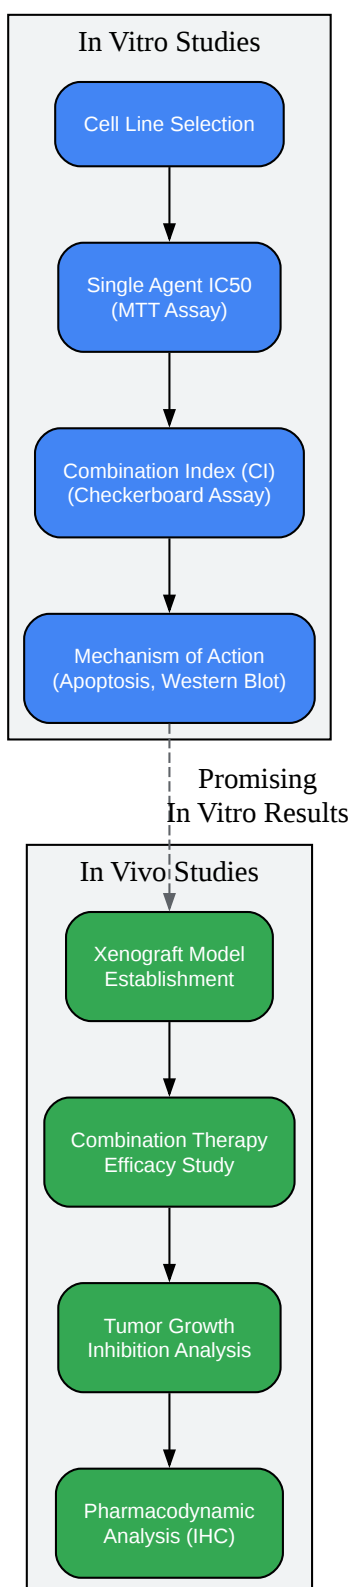 In Vitro Studies
Cell Line Selection
Single Agent IC50
(MTT Assay)
Combination Index (CI)
(Checkerboard Assay)
Mechanism of Action
(Apoptosis, Western Blot)
Promising
In Vitro Results
In Vivo Studies
Xenograft Model
Establishment
Combination Therapy
Efficacy Study
Tumor Growth
Inhibition Analysis
Pharmacodynamic
Analysis (IHC)